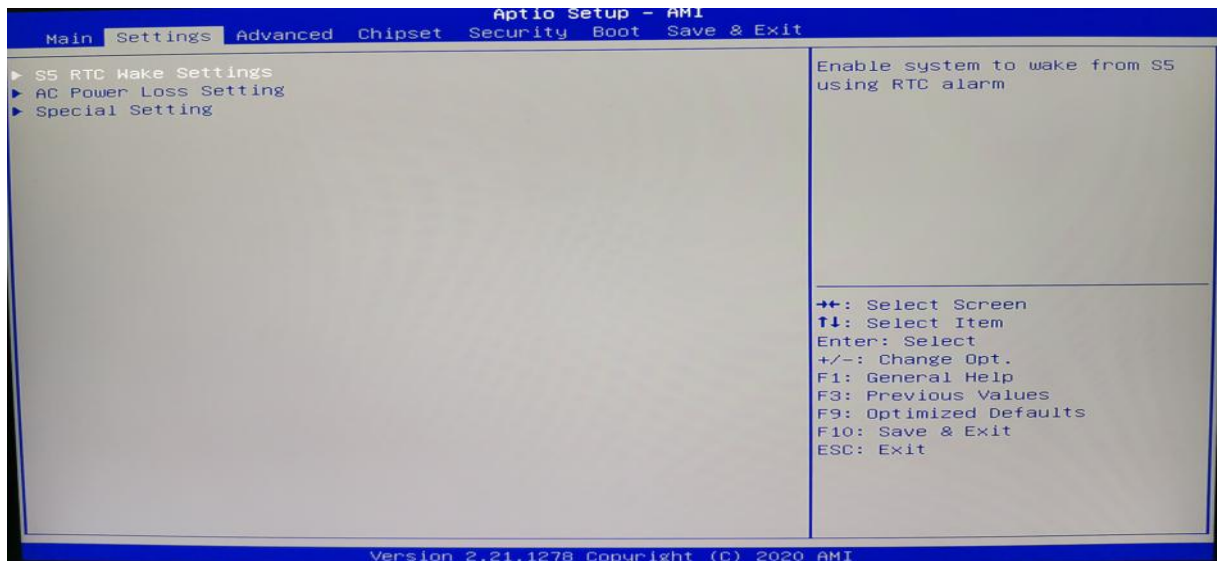 Aptio Setup – AMI
Main Settings Advanced Chipset Security Boot Save & Exit
► S5 RTC Wake Settings
► AC Power Loss Setting
► Special Setting
Enable system to wake from S5
using RTC alarm
→←: Select Screen
↑↓: Select Item
Enter: Select
+/-: Change Opt.
F1: General Help
F3: Previous Values
F9: Optimized Defaults
F10: Save & Exit
ESC: Exit
Version 2.21.1278 Copyright (C) 2020 AMI